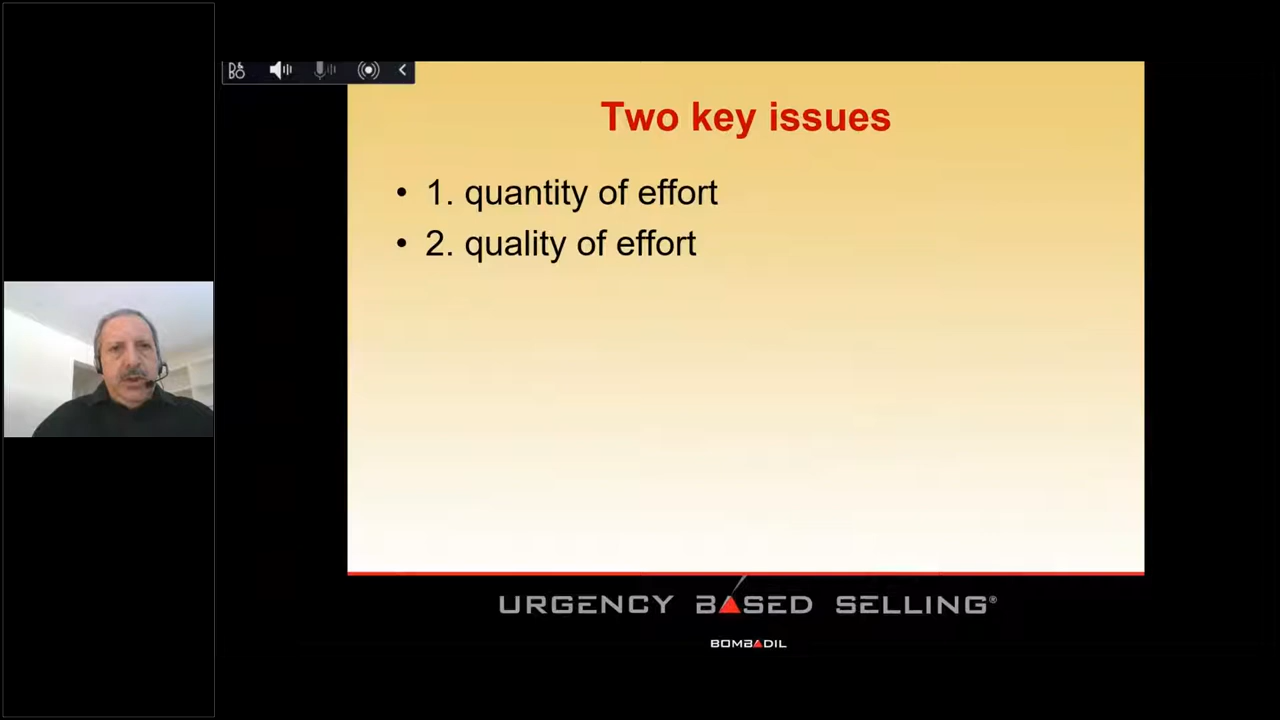 Two key issues
• 1. quantity of effort
• 2. quality of effort
URGENCY BASED SELLING®
BOMBADIL